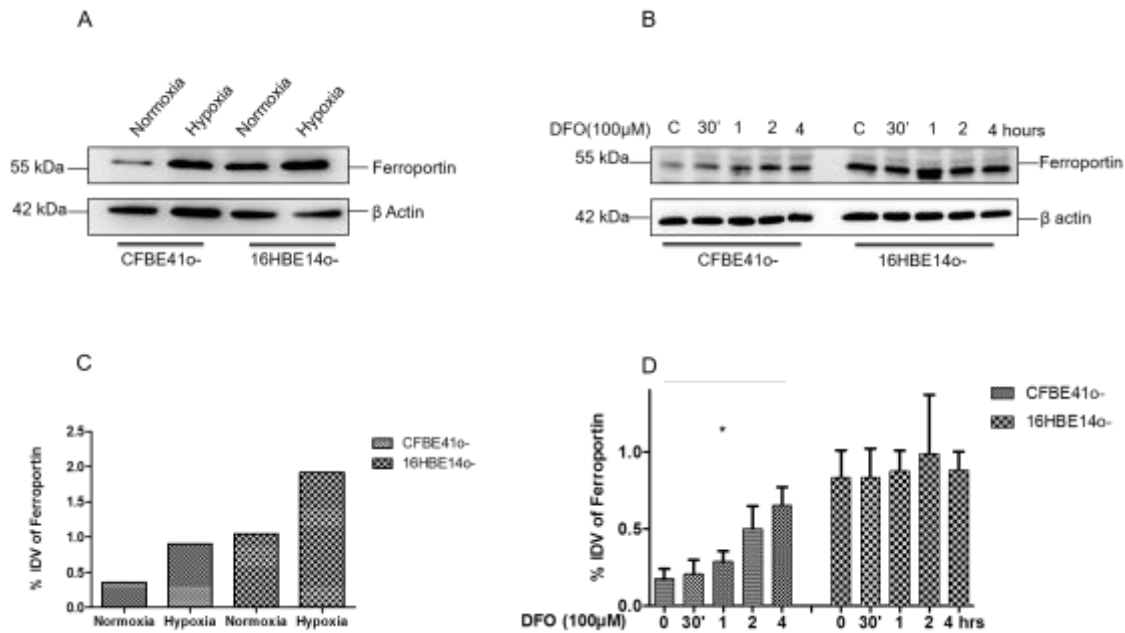 A
Normoxia
Hypoxia
Normoxia
Hypoxia
55 kDa
Ferroportin
42 kDa
β Actin
CFBE41o-
16HBE14o-
B
DFO(100µM) C 30' 1 2 4 C 30' 1 2 4 hours
55 kDa
Ferroportin
42 kDa
β actin
CFBE41o-
16HBE14o-
C
% IDV of Ferroportin
2.5
2.0
1.5
1.0
0.5
0.0
Normoxia Hypoxia Normoxia Hypoxia
CFBE41o-
16HBE14o-
D
% IDV of Ferroportin
1.0
0.5
0.0
*
DFO (100µM) 0 30' 1 2 4 0 30' 1 2 4 hrs
CFBE41o-
16HBE14o-